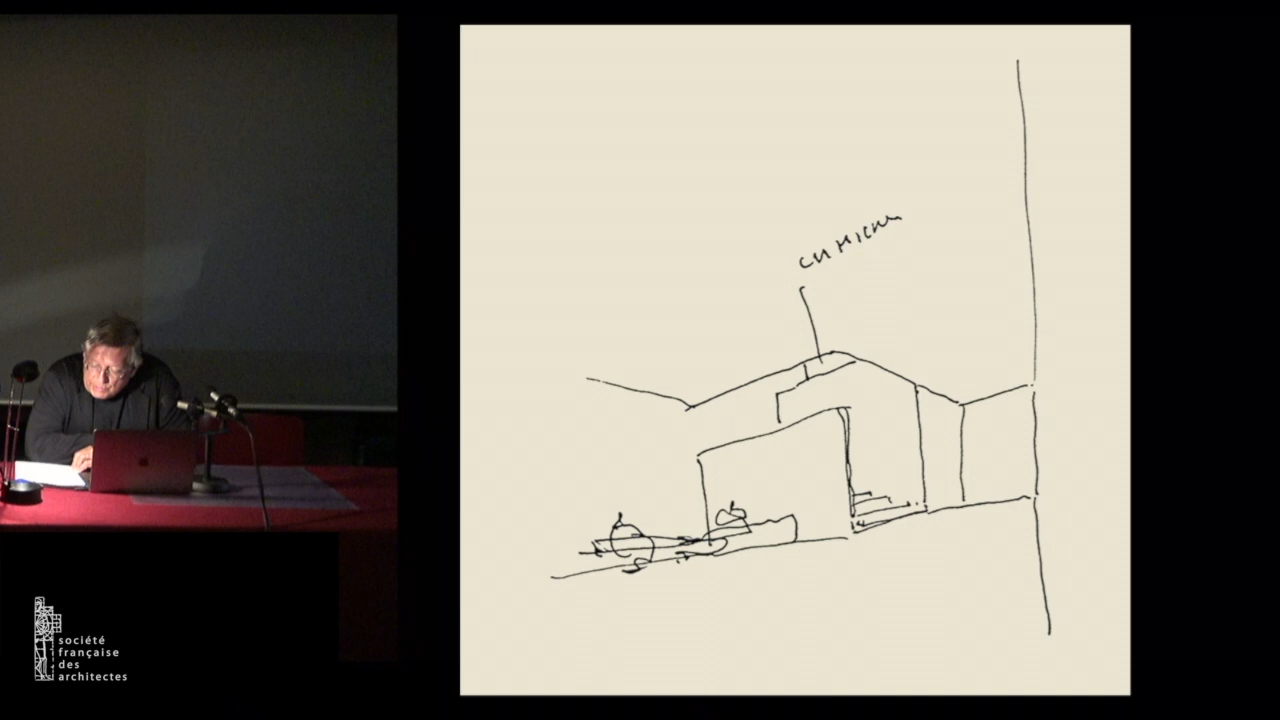 société
française
des
architectes